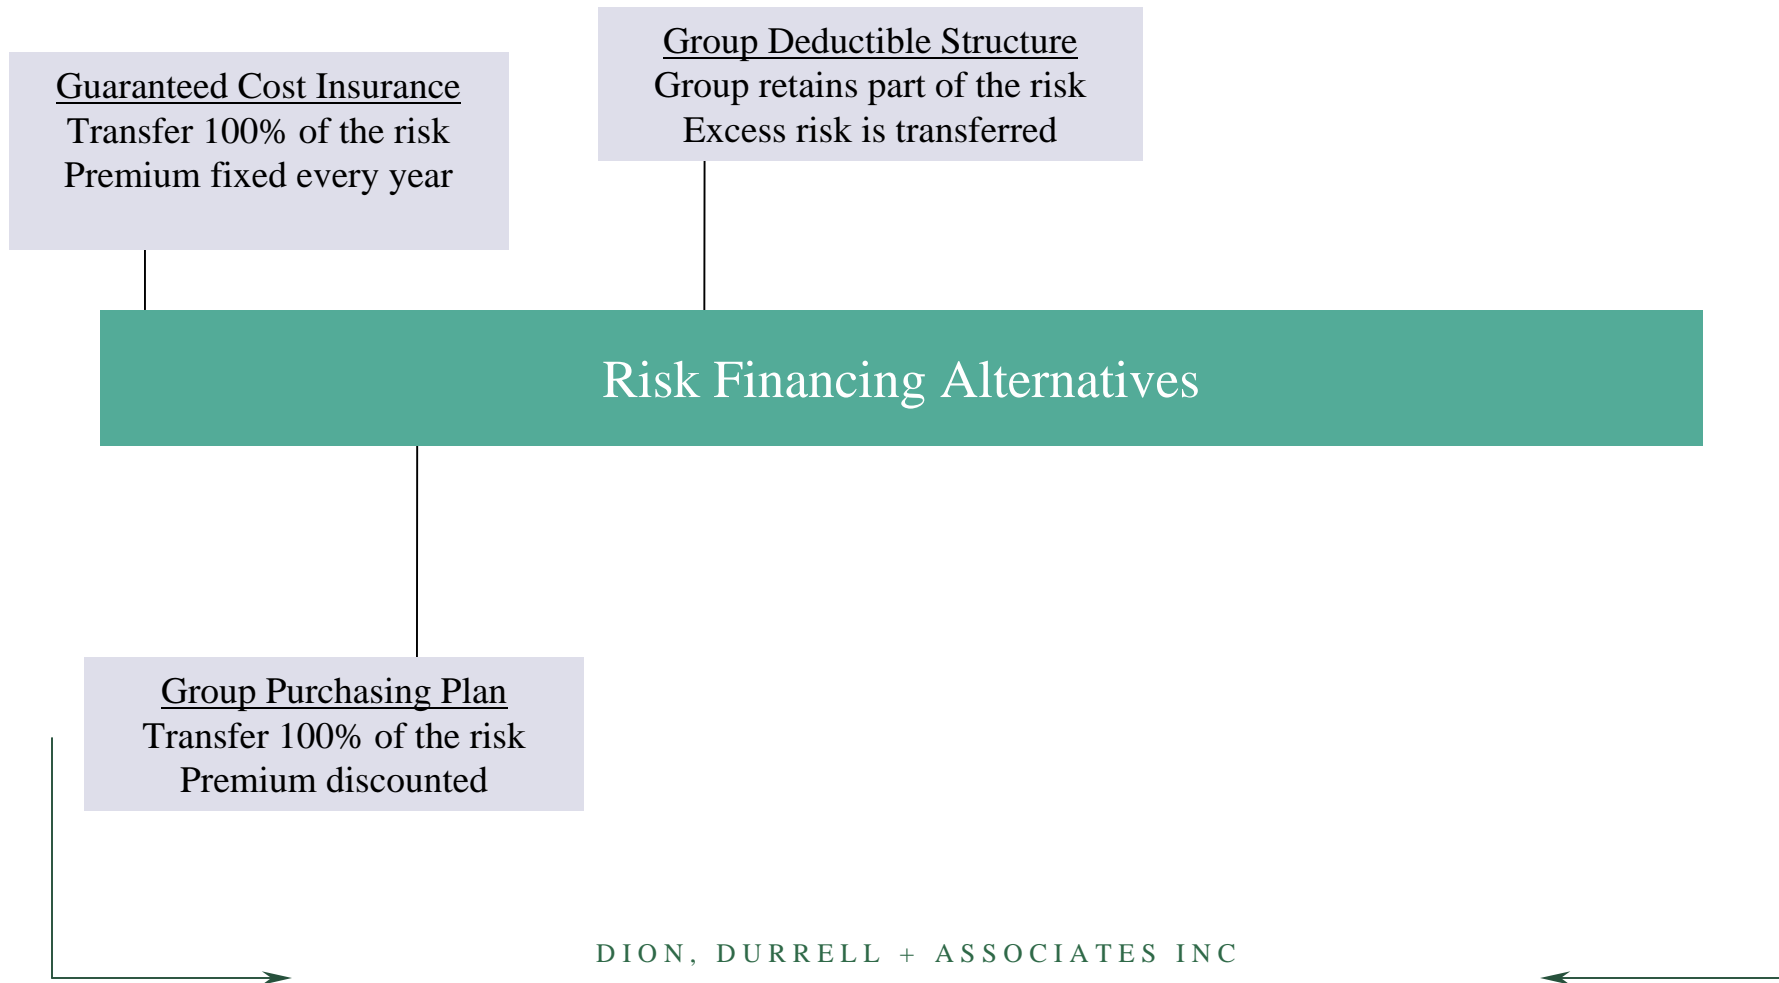 Group Deductible Structure
Group retains part of the risk
Excess risk is transferred
Guaranteed Cost Insurance
Transfer 100% of the risk
Premium fixed every year
Risk Financing Alternatives
Group Purchasing Plan
Transfer 100% of the risk
Premium discounted
DION, DURRELL + ASSOCIATES INC